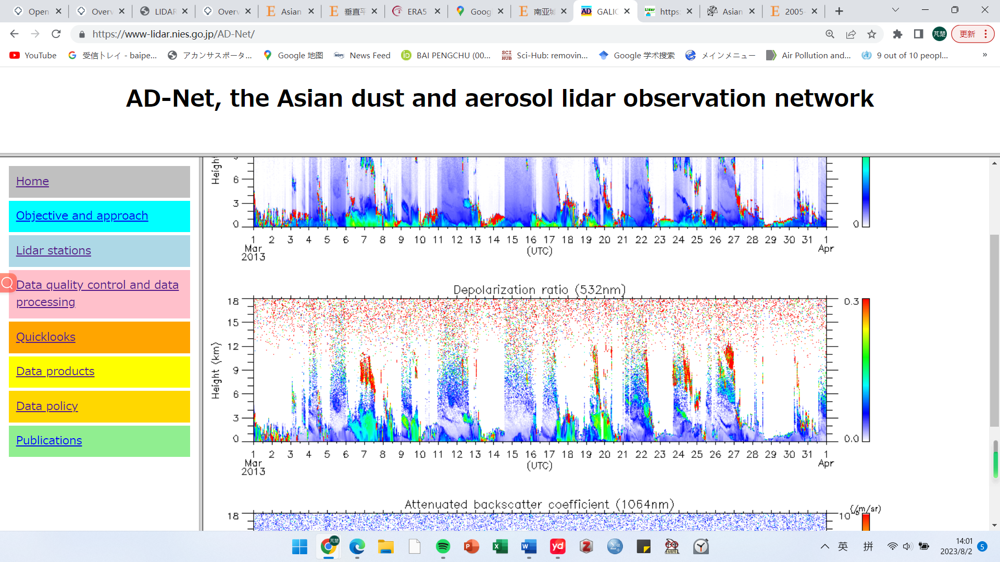 Open
Overv
LIDAR
Overv
Asian
垂直平
ERA5
Googl
南亚城
GALIC
https:
Asian
2005-
https://www-lidar.nies.go.jp/AD-Net/
芃楚
更新
YouTube
受信トレイ - baipe...
アカンサスポータ...
Google 地图
MDPI
News Feed
BAI PENGCHU (00...
SCI HUB
Sci-Hub: removin...
Google 学术搜索
メインメニュー
Air Pollution and...
9 out of 10 peopl...
»
AD-Net, the Asian dust and aerosol lidar observation network
Home
Objective and approach
Lidar stations
Data quality control and data
processing
Quicklooks
Data products
Data policy
Publications
Height
6
3
0
0
1 2 3 4 5 6 7 8 9 10 11 12 13 14 15 16 17 18 19 20 21 22 23 24 25 26 27 28 29 30 31 1
Mar
2013
(UTC)
Apr
Depolarization ratio (532nm)
Height (km)
18
15
12
9
6
3
0
0.3
0.0
1 2 3 4 5 6 7 8 9 10 11 12 13 14 15 16 17 18 19 20 21 22 23 24 25 26 27 28 29 30 31 1
Mar
2013
(UTC)
Apr
Attenuated backscatter coefficient (1064nm)
(/m/sr)
18
10-5
英
拼
14:01
2023/8/2
5